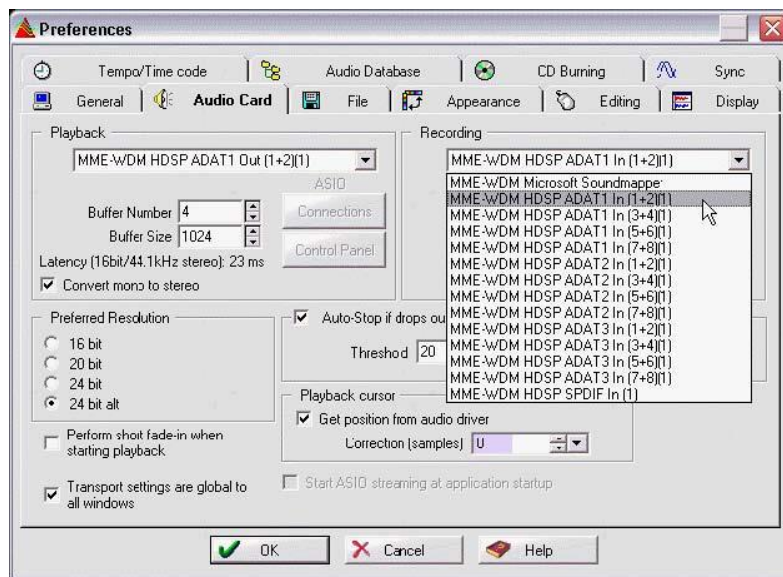 Preferences
Tempo/Time code
Audio Database
CD Burning
Sync
General
Audio Card
File
Appearance
Editing
Display
Playback
MME-WDM HDSP ADAT1 Out (1+2)(1)
ASIO
Buffer Number 4
Connections
Buffer Size 1024
Control Panel
Latency (16bit/44.1kHz stereo): 23 ms
Convert mono to stereo
Recording
MME-WDM HDSP ADAT1 In (1+2)(1)
MME-WDM Microsoft Soundmapper
MME-WDM HDSP ADAT1 In (1+2)(1)
MME-WDM HDSP ADAT1 In (3+4)(1)
MME-WDM HDSP ADAT1 In (5+6)(1)
MME-WDM HDSP ADAT1 In (7+8)(1)
MME-WDM HDSP ADAT2 In (1+2)(1)
MME-WDM HDSP ADAT2 In (3+4)(1)
MME-WDM HDSP ADAT2 In (5+6)(1)
MME-WDM HDSP ADAT2 In (7+8)(1)
MME-WDM HDSP ADAT3 In (1+2)(1)
MME-WDM HDSP ADAT3 In (3+4)(1)
MME-WDM HDSP ADAT3 In (5+6)(1)
MME-WDM HDSP ADAT3 In (7+8)(1)
MME-WDM HDSP SPDIF In (1)
Preferred Resolution
16 bit
20 bit
24 bit
24 bit alt
Auto-Stop if drops ou
Threshold 20
Playback cursor
Get position from audio driver
Correction (samples) 0
Perform short fade-in when
starting playback
Transport settings are global to
all windows
Start ASIO streaming at application startup
OK
Cancel
Help